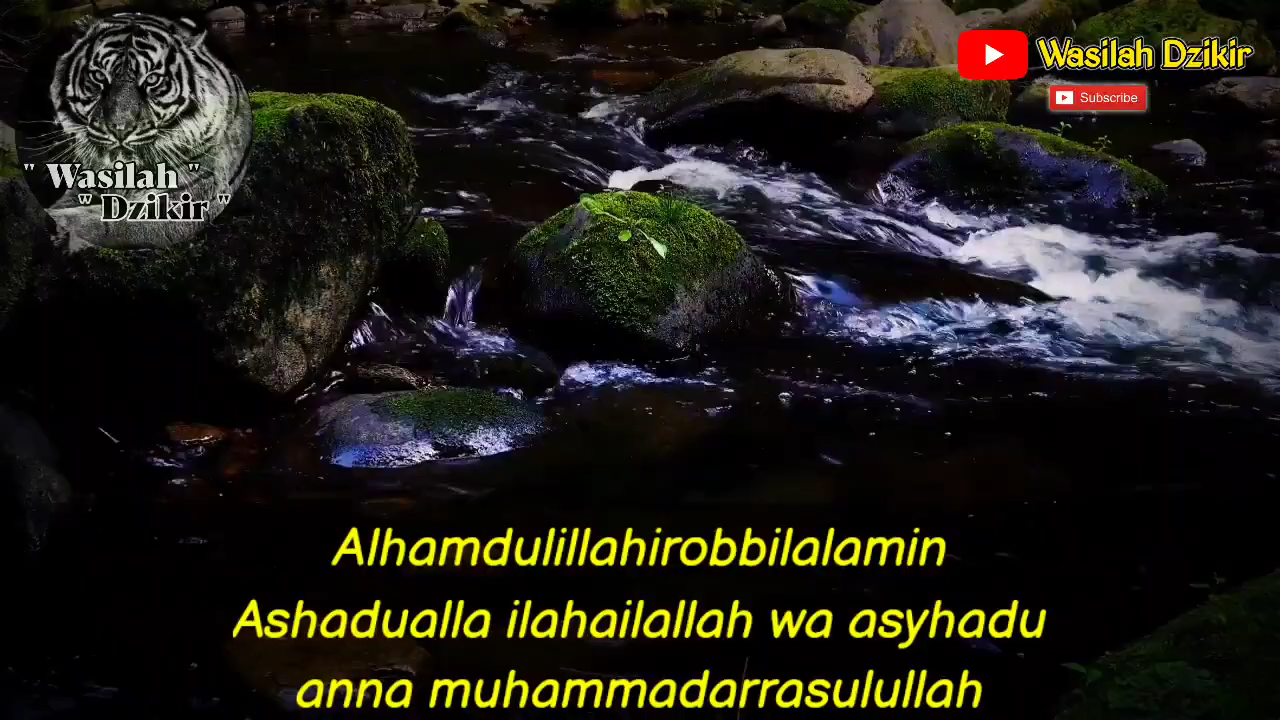 " Wasilah "
" Dzikir "
Wasilah Dzikir
Subscribe
Alhamdulillahirobbilalamin
Ashadualla ilahailallah wa asyhadu
anna muhammadarrasulullah